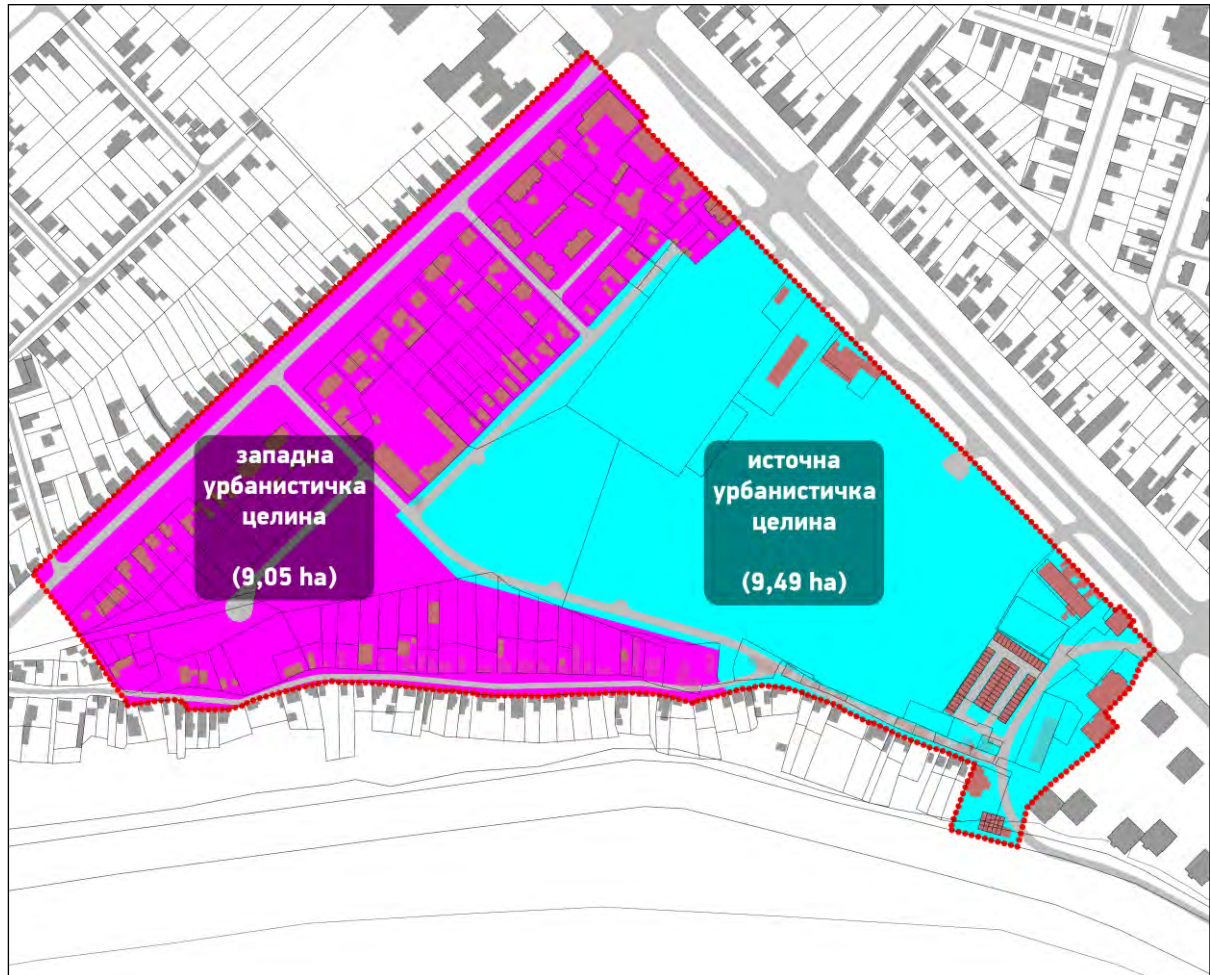 западна
урбанистичка
целина
(9,05 ha)
источна
урбанистичка
целина
(9,49 ha)